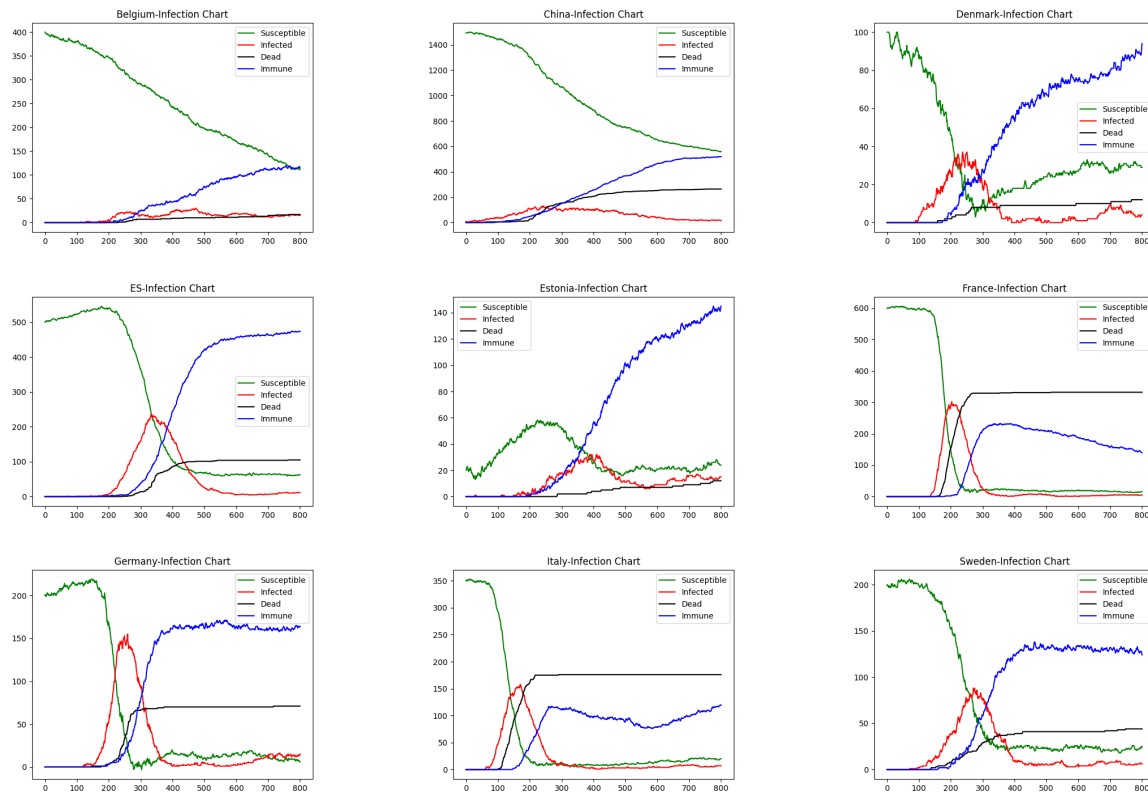 Belgium-Infection Chart
400
350
300
250
200
150
100
50
0
0 100 200 300 400 500 600 700 800
Susceptible
Infected
Dead
Immune
China-Infection Chart
1400
1200
1000
800
600
400
200
0
0 100 200 300 400 500 600 700 800
Susceptible
Infected
Dead
Immune
Denmark-Infection Chart
100
80
60
40
20
0
0 100 200 300 400 500 600 700 800
Susceptible
Infected
Dead
Immune
ES-Infection Chart
500
400
300
200
100
0
0 100 200 300 400 500 600 700 800
Susceptible
Infected
Dead
Immune
Estonia-Infection Chart
140
120
100
80
60
40
20
0
0 100 200 300 400 500 600 700 800
Susceptible
Infected
Dead
Immune
France-Infection Chart
600
500
400
300
200
100
0
0 100 200 300 400 500 600 700 800
Susceptible
Infected
Dead
Immune
Germany-Infection Chart
200
150
100
50
0
0 100 200 300 400 500 600 700 800
Susceptible
Infected
Dead
Immune
Italy-Infection Chart
350
300
250
200
150
100
50
0
0 100 200 300 400 500 600 700 800
Susceptible
Infected
Dead
Immune
Sweden-Infection Chart
200
150
100
50
0
0 100 200 300 400 500 600 700 800
Susceptible
Infected
Dead
Immune